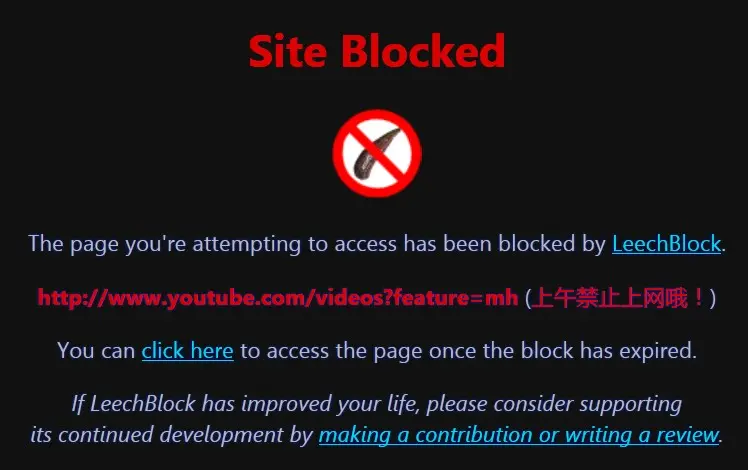 Site Blocked
The page you're attempting to access has been blocked by LeechBlock.
http://www.youtube.com/videos?feature=mh (上午禁止上网哦！)
You can click here to access the page once the block has expired.
If LeechBlock has improved your life, please consider supporting
its continued development by making a contribution or writing a review.